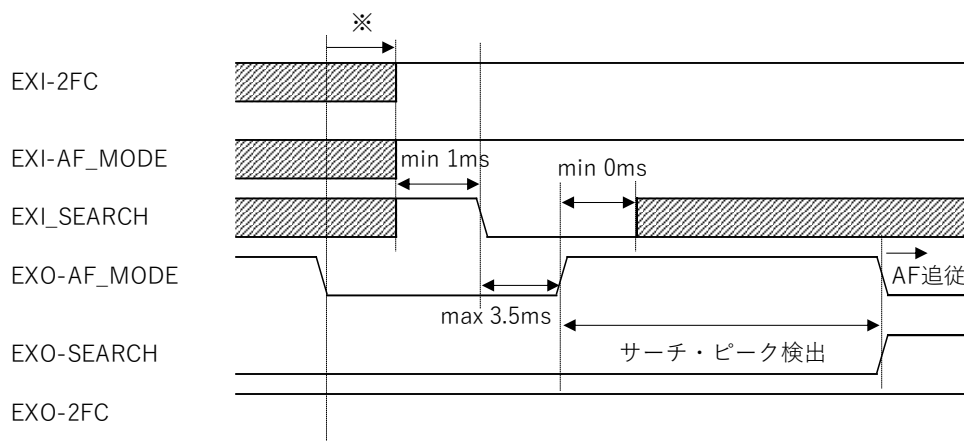 ※
EXI-2FC
EXI-AF_MODE
min 1ms
min 0ms
EXI_SEARCH
EXO-AF_MODE
AF追従
max 3.5ms
EXO-SEARCH
サーチ・ピーク検出
EXO-2FC